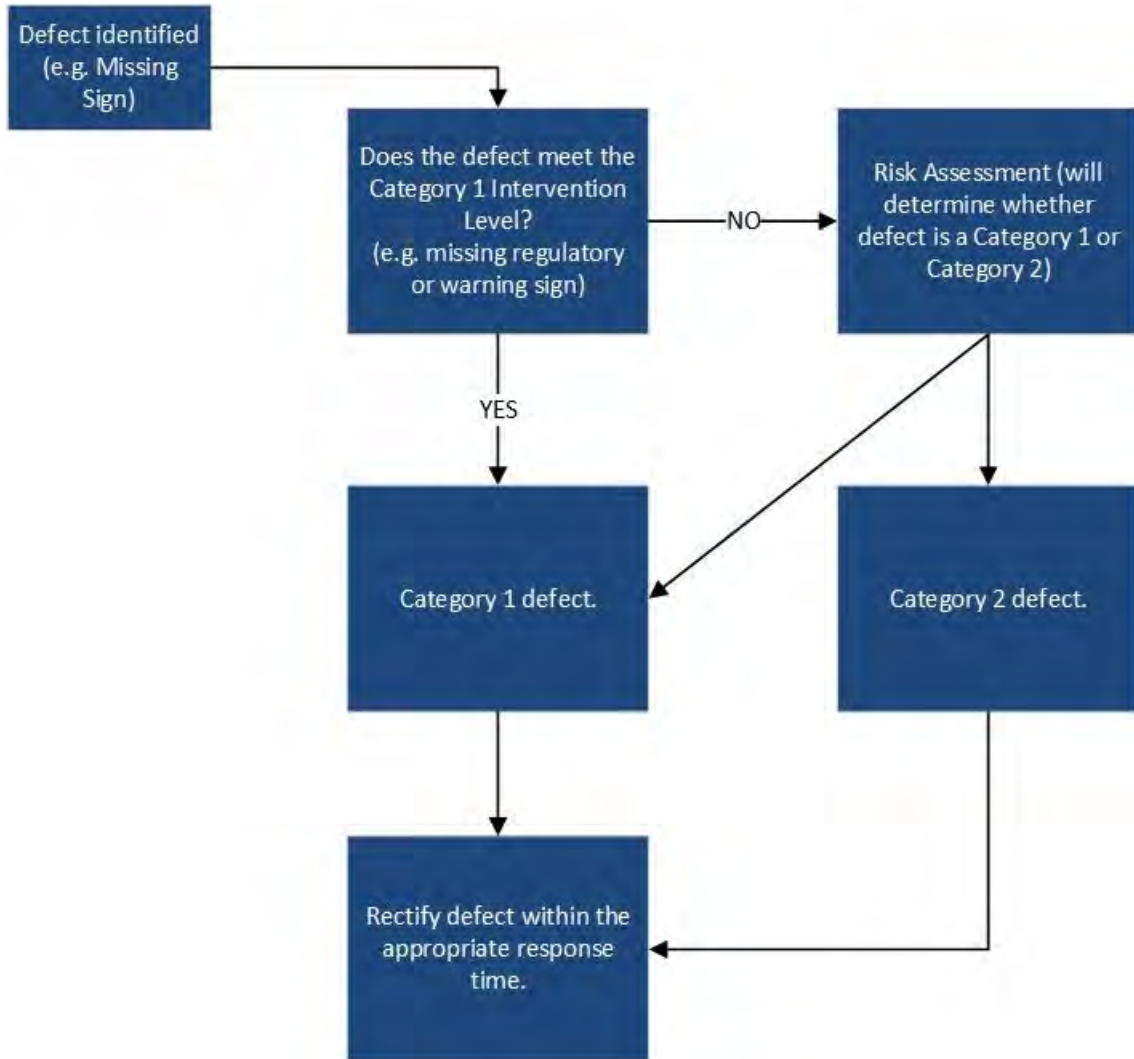 Defect identified
(e.g. Missing
Sign)
Does the defect meet the
Category 1 Intervention
Level?
(e.g. missing regulatory
or warning sign)
NO
Risk Assessment (will
determine whether
defect is a Category 1 or
Category 2)
YES
Category 1 defect.
Category 2 defect.
Rectify defect within the
appropriate response
time.